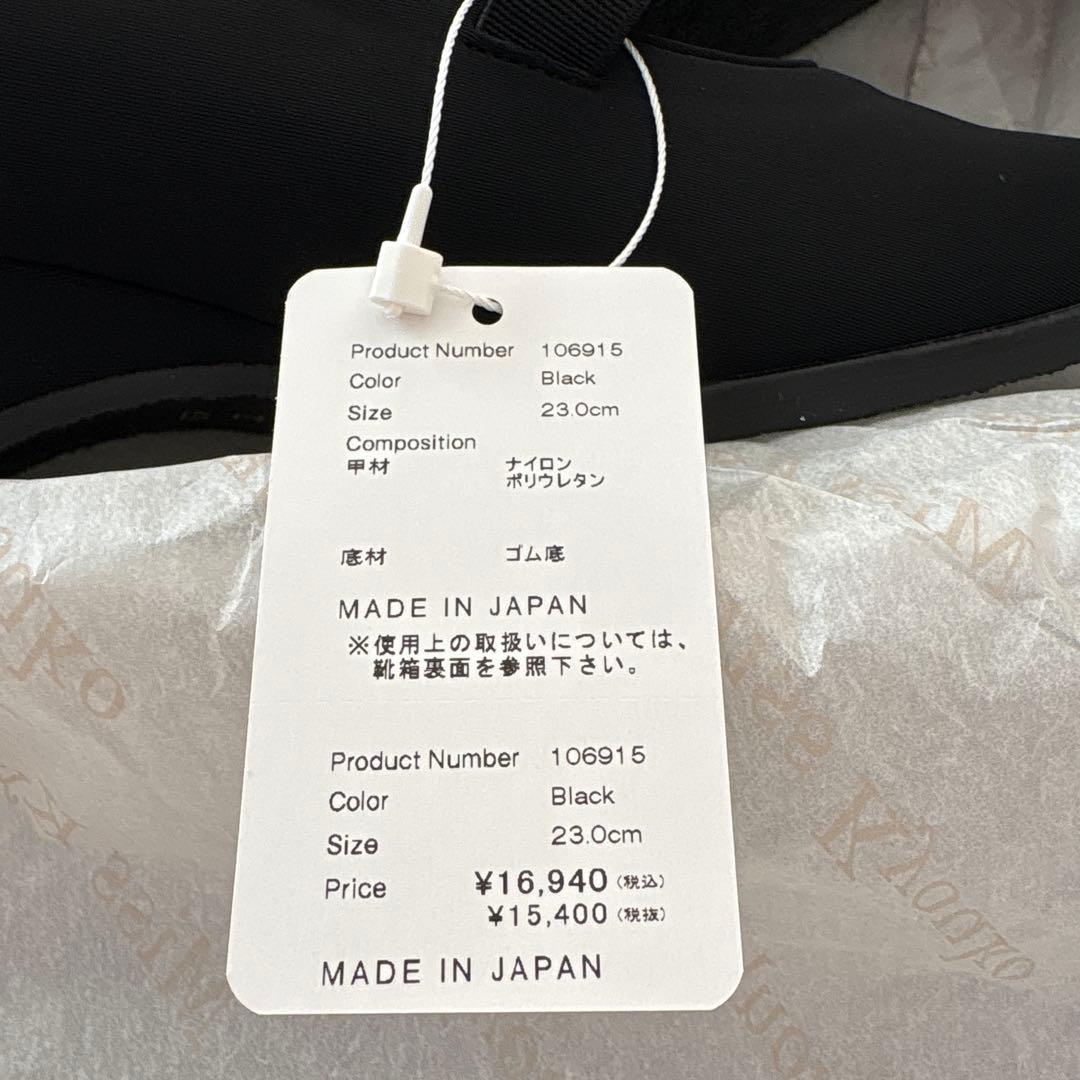 Product Number 106915
Color Black
Size 23.0cm
Composition
甲材 ナイロン
ポリウレタン
底材 ゴム底
MADE IN JAPAN
※使用上の取扱いについては、
靴箱裏面を参照下さい。
Product Number 106915
Color Black
Size 23.0cm
Price ¥16,940(税込)
¥15,400(税抜)
MADE IN JAPAN